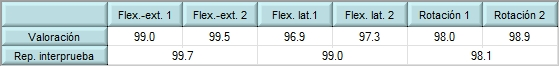 Flex.-ext. 1 Flex.-ext. 2 Flex. lat.1 Flex. lat. 2 Rotación 1 Rotación 2
Valoración 99.0 99.5 96.9 97.3 98.0 98.9
Rep. interprueba 99.7 99.0 98.1